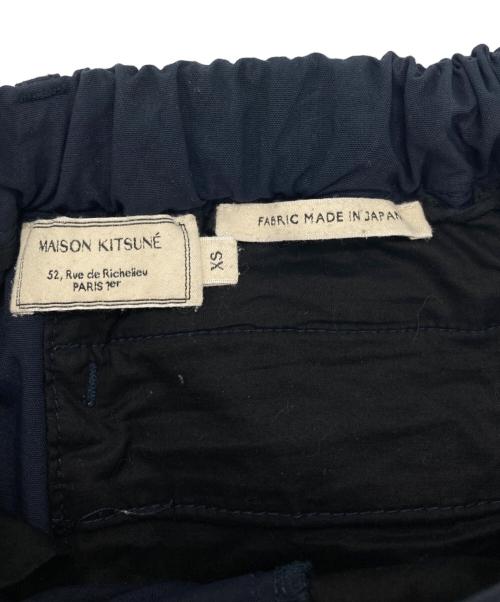 MAISON KITSUNÉ
52, Rue de Richelieu
PARIS 1er
XS
FABRIC MADE IN JAPAN